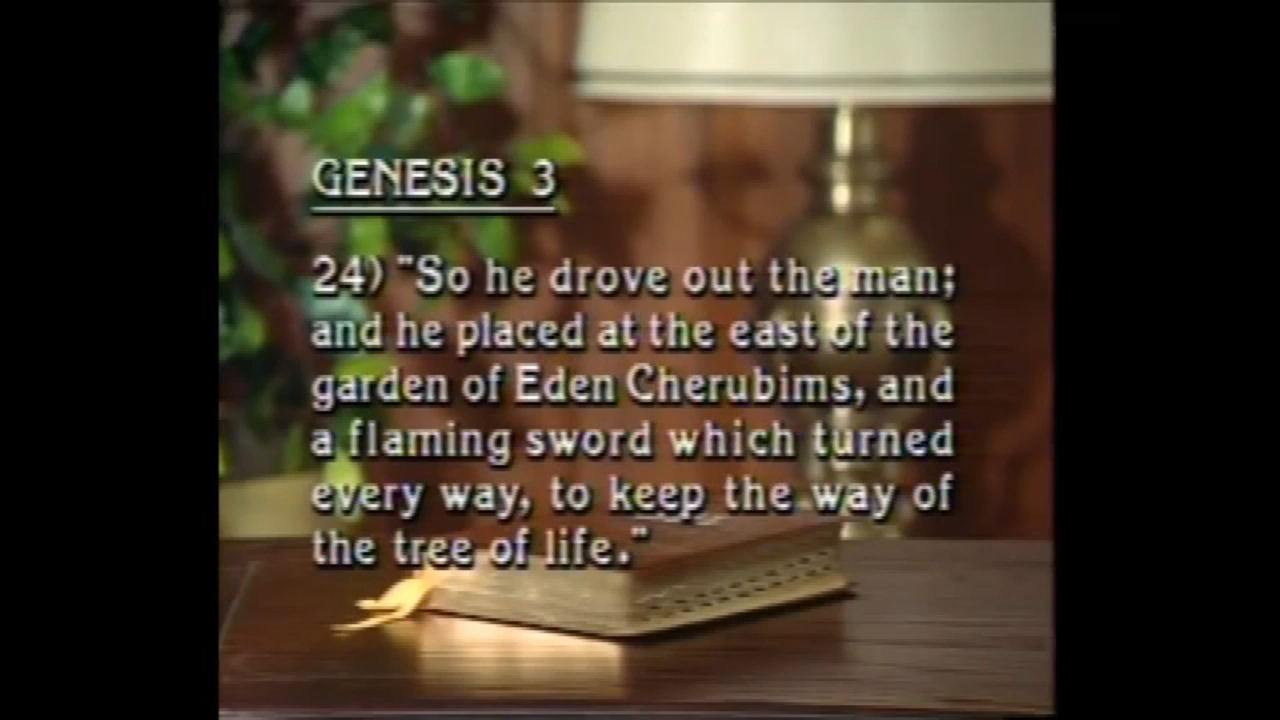 GENESIS 3
24) "So he drove out the man;
and he placed at the east of the
garden of Eden Cherubims, and
a flaming sword which turned
every way, to keep the way of
the tree of life."